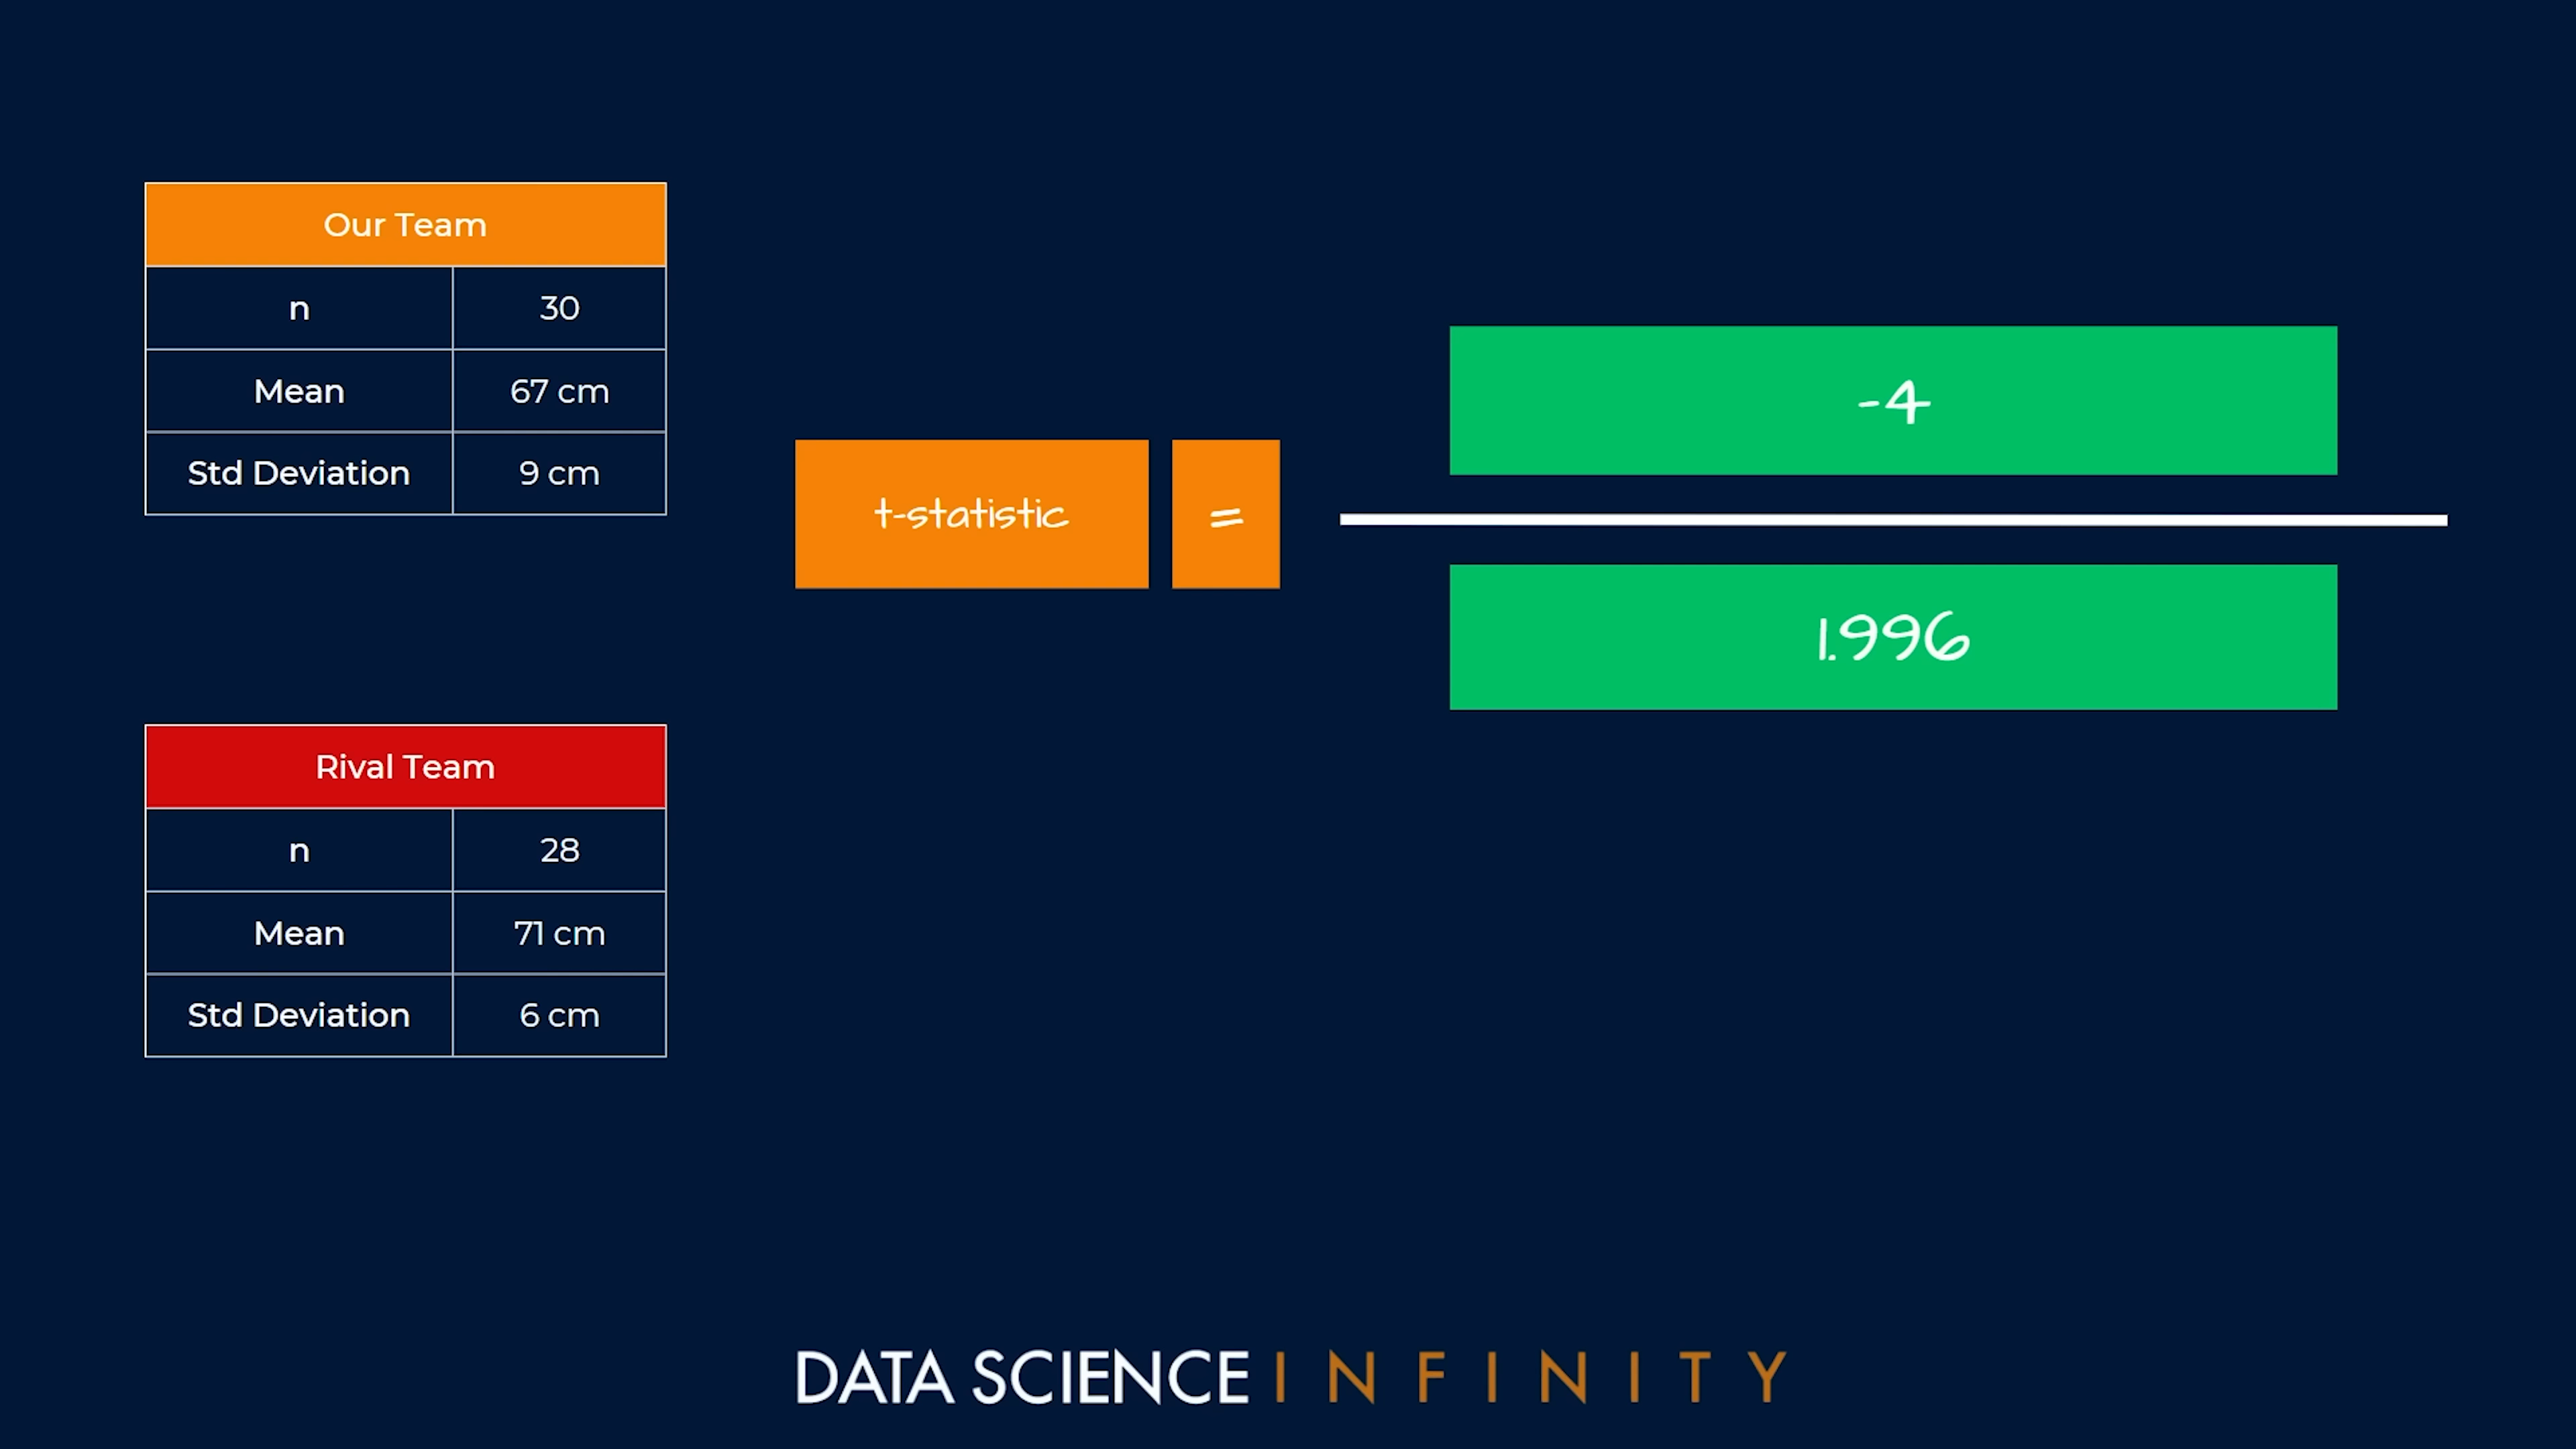 Our Team
n 30
Mean 67 cm
Std Deviation 9 cm
t-statistic = -4
1.996
Rival Team
n 28
Mean 71 cm
Std Deviation 6 cm
DATA SCIENCE INFINITY